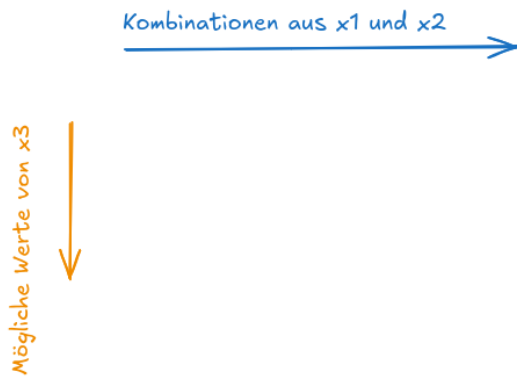 Kombinationen aus x1 und x2
Mögliche Werte von x3